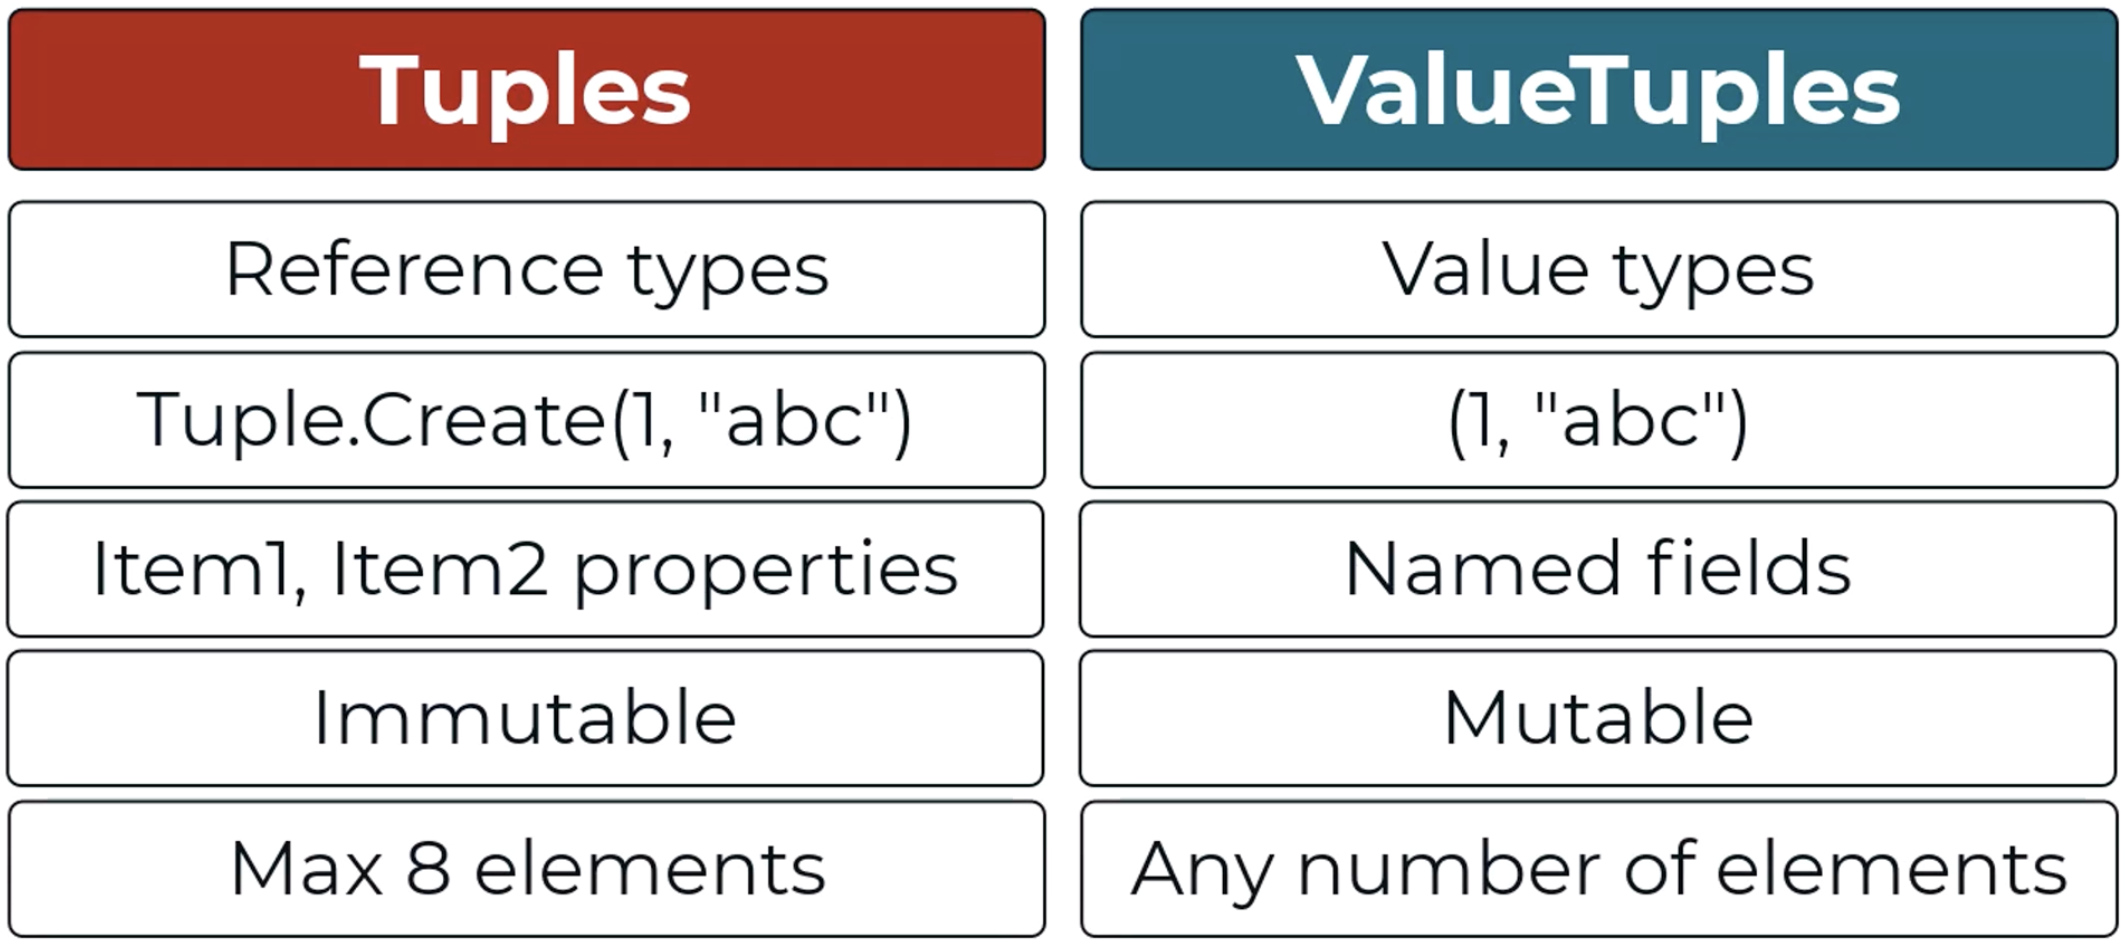 Tuples
ValueTuples
Reference types
Value types
Tuple.Create(1, "abc")
(1, "abc")
Item1, Item2 properties
Named fields
Immutable
Mutable
Max 8 elements
Any number of elements